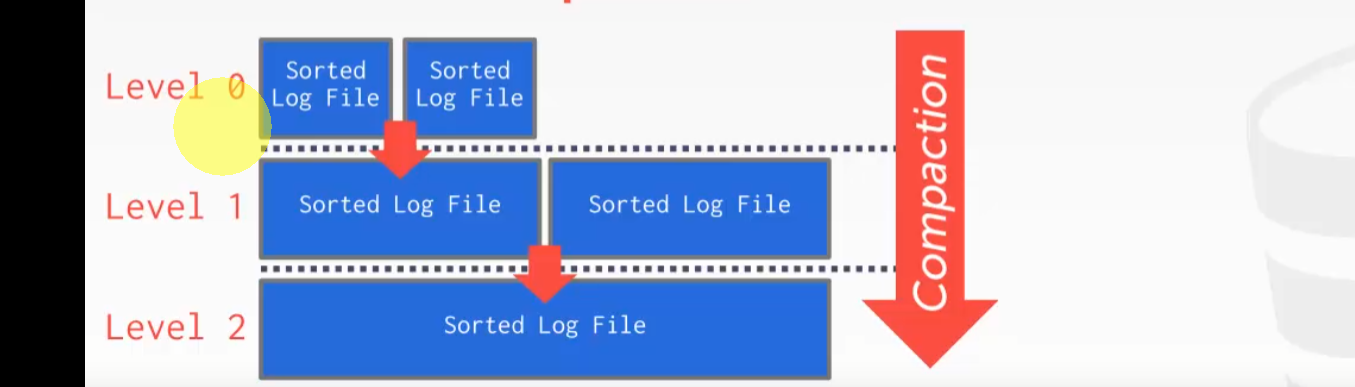 Level 0
Sorted
Log File
Sorted
Log File
Level 1
Sorted Log File
Sorted Log File
Level 2
Sorted Log File
Compaction